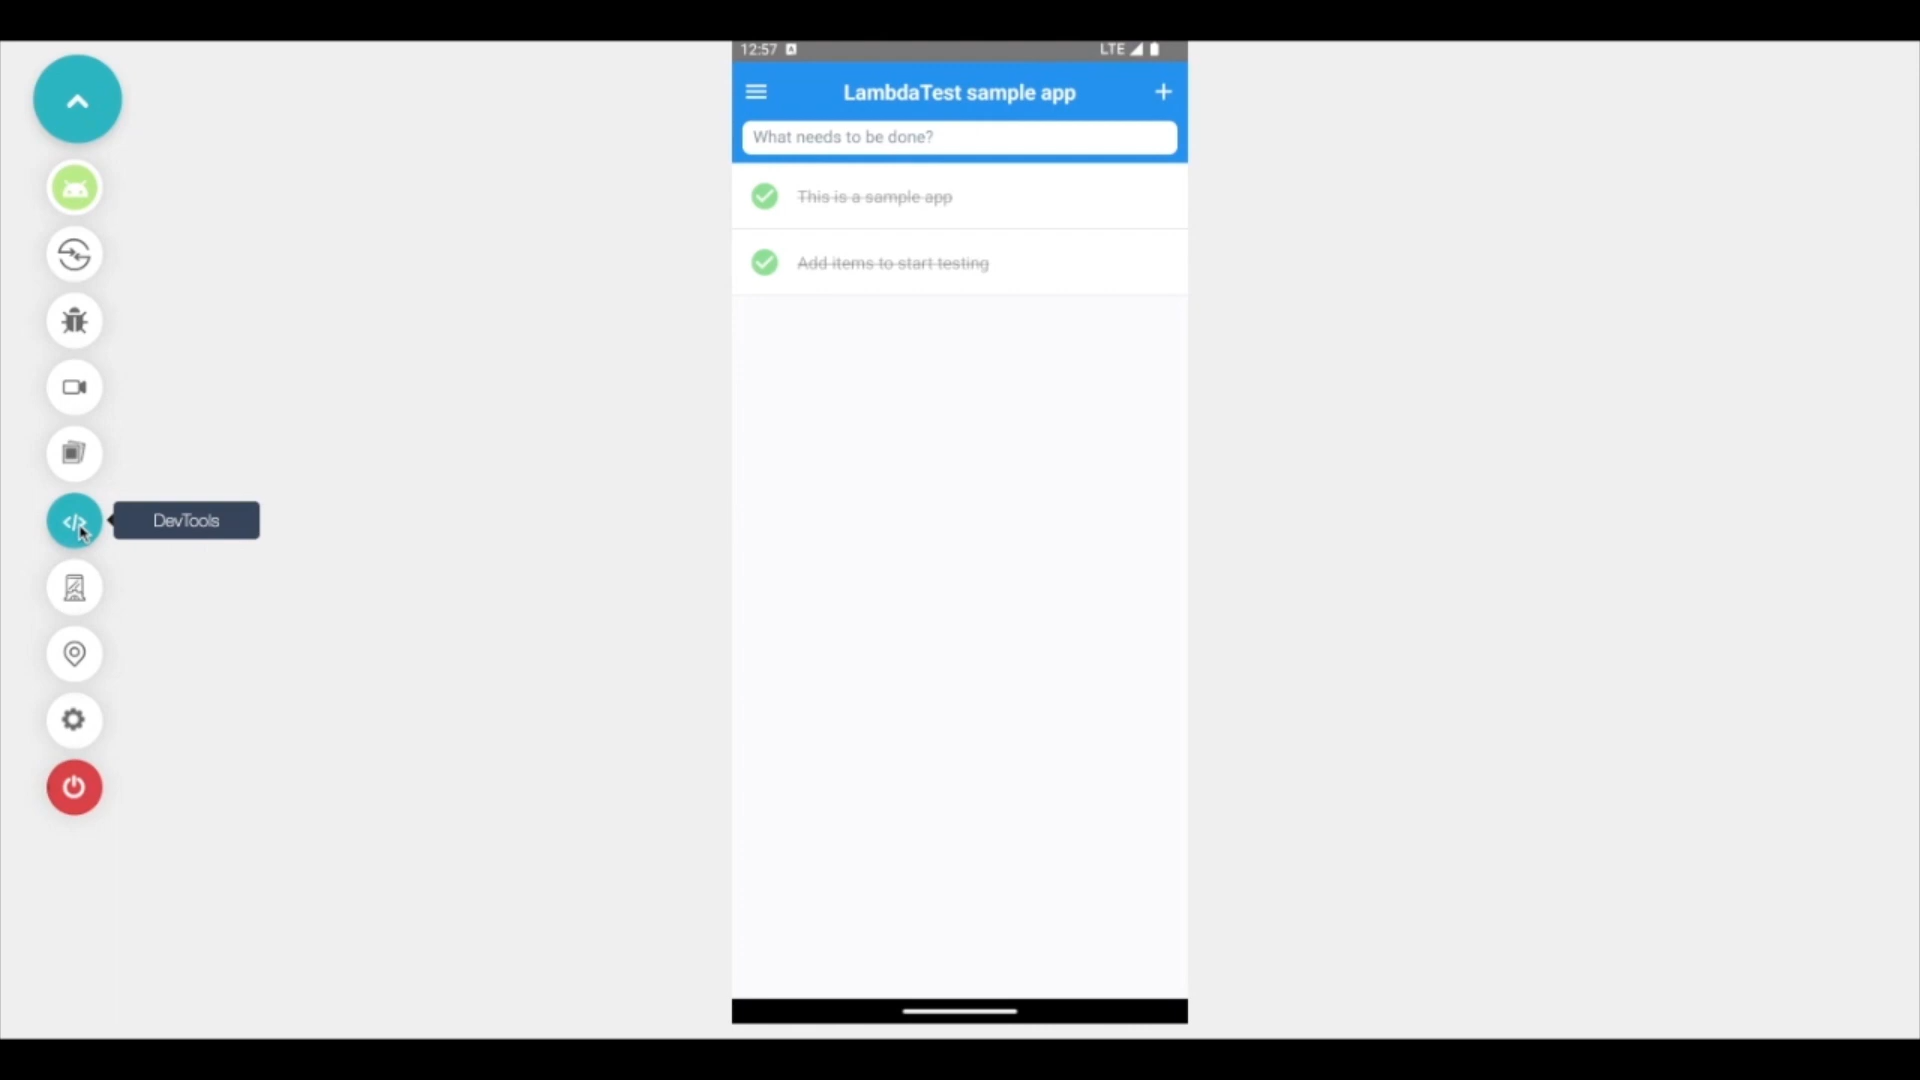 12:57 LTE
LambdaTest sample app
What needs to be done?
This is a sample app
Add items to start testing
DevTools